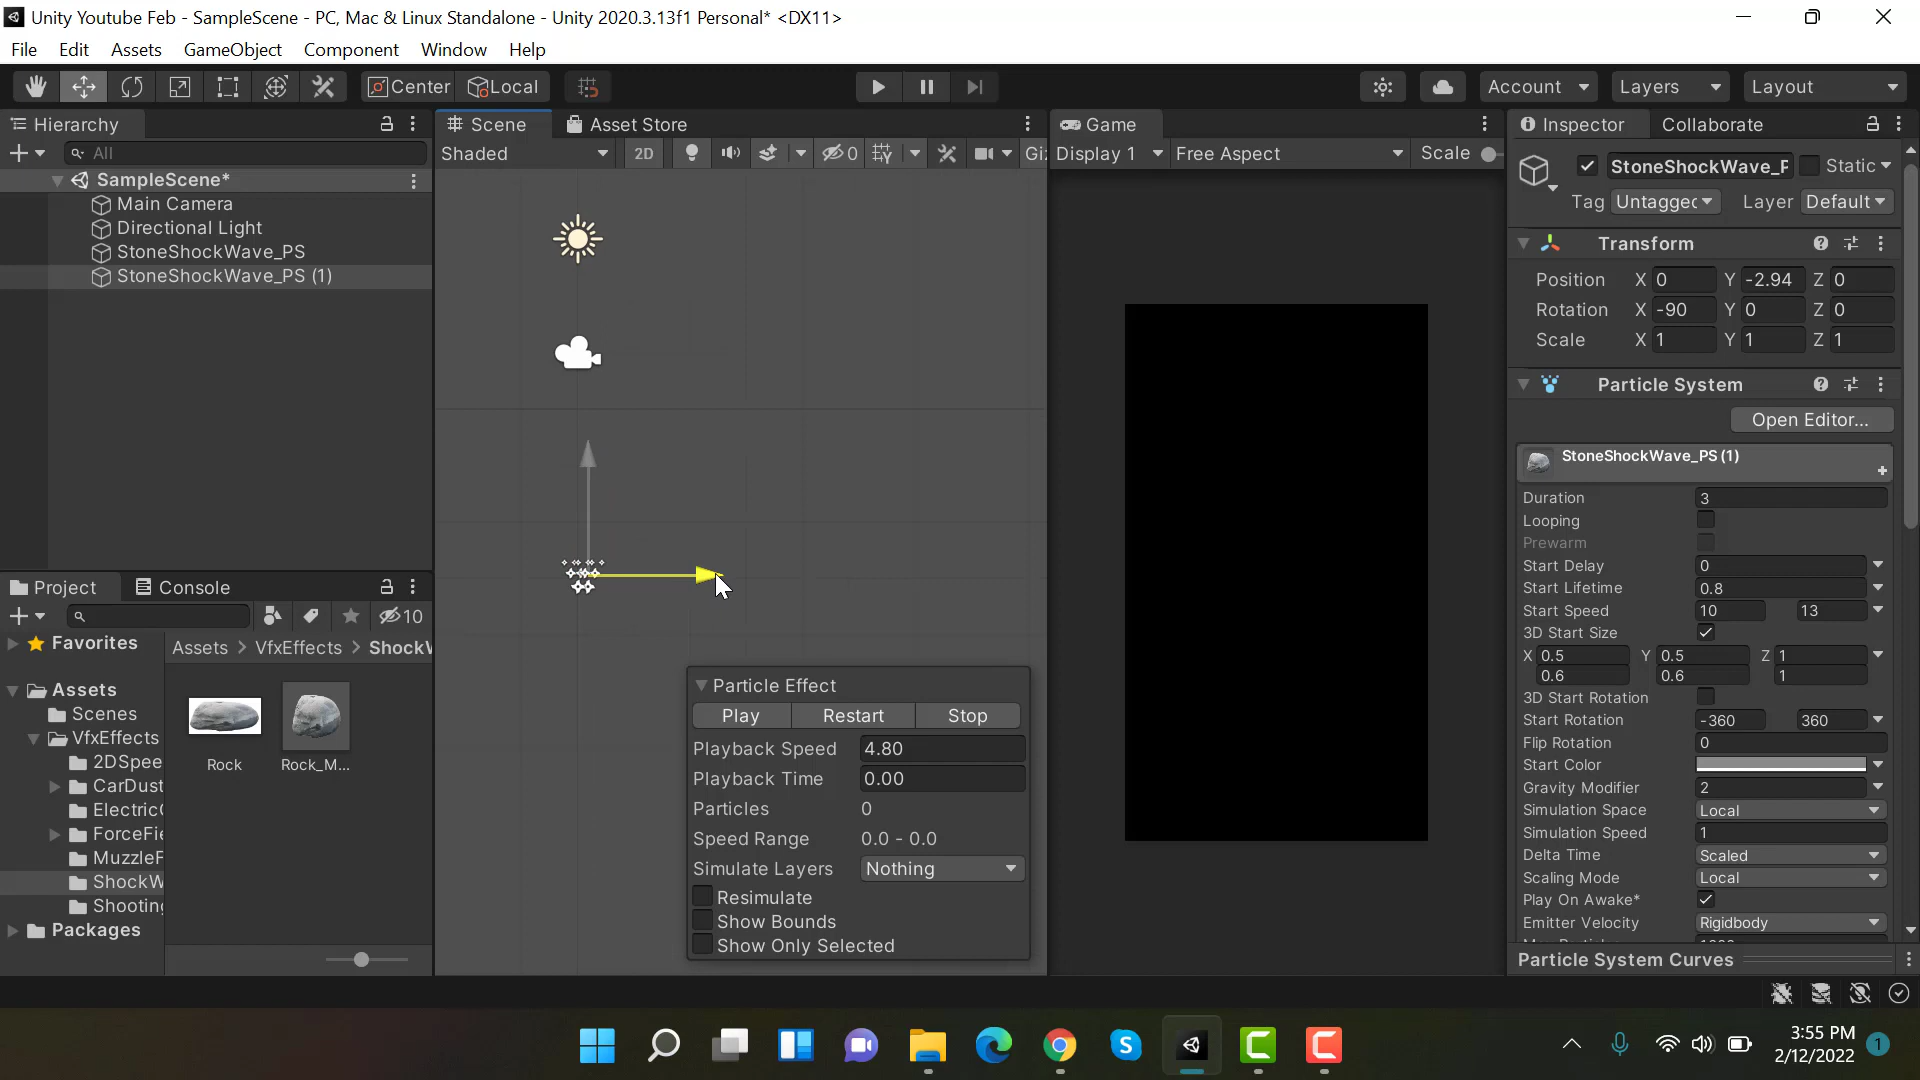 Unity Youtube Feb - SampleScene - PC, Mac & Linux Standalone - Unity 2020.3.13f1 Personal* <DX11>
File Edit Assets GameObject Component Window Help
Center Local Account Layers Layout
Hierarchy
All
SampleScene*
Main Camera
Directional Light
StoneShockWave_PS
StoneShockWave_PS (1)
Scene Asset Store
Shaded 2D 0 Gi
Game
Display 1 Free Aspect Scale
Particle Effect
Play Restart Stop
Playback Speed 4.80
Playback Time 0.00
Particles 0
Speed Range 0.0 - 0.0
Simulate Layers Nothing
Resimulate
Show Bounds
Show Only Selected
Project Console
10
Favorites
Assets
Scenes
VfxEffects
2DSpee
CarDust
Electric
ForceFie
MuzzleF
ShockW
Shooting
Packages
Assets > VfxEffects > ShockW
Rock Rock_M...
Inspector Collaborate
StoneShockWave_F Static
Tag Untagged Layer Default
Transform
Position X 0 Y -2.94 Z 0
Rotation X -90 Y 0 Z 0
Scale X 1 Y 1 Z 1
Particle System
Open Editor...
StoneShockWave_PS (1)
Duration 3
Looping
Prewarm
Start Delay 0
Start Lifetime 0.8
Start Speed 10 13
3D Start Size
X 0.5 Y 0.5 Z 1
0.6 0.6 1
3D Start Rotation
Start Rotation -360 360
Flip Rotation 0
Start Color
Gravity Modifier 2
Simulation Space Local
Simulation Speed 1
Delta Time Scaled
Scaling Mode Local
Play On Awake*
Emitter Velocity Rigidbody
Particle System Curves
3:55 PM
2/12/2022
1